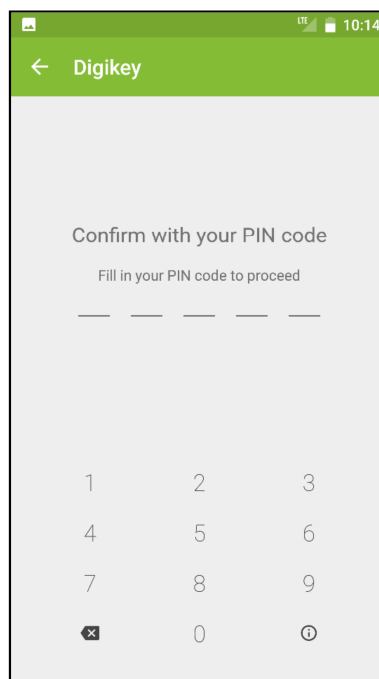 LTE 10:14
Digikey
Confirm with your PIN code
Fill in your PIN code to proceed
1 2 3
4 5 6
7 8 9
0